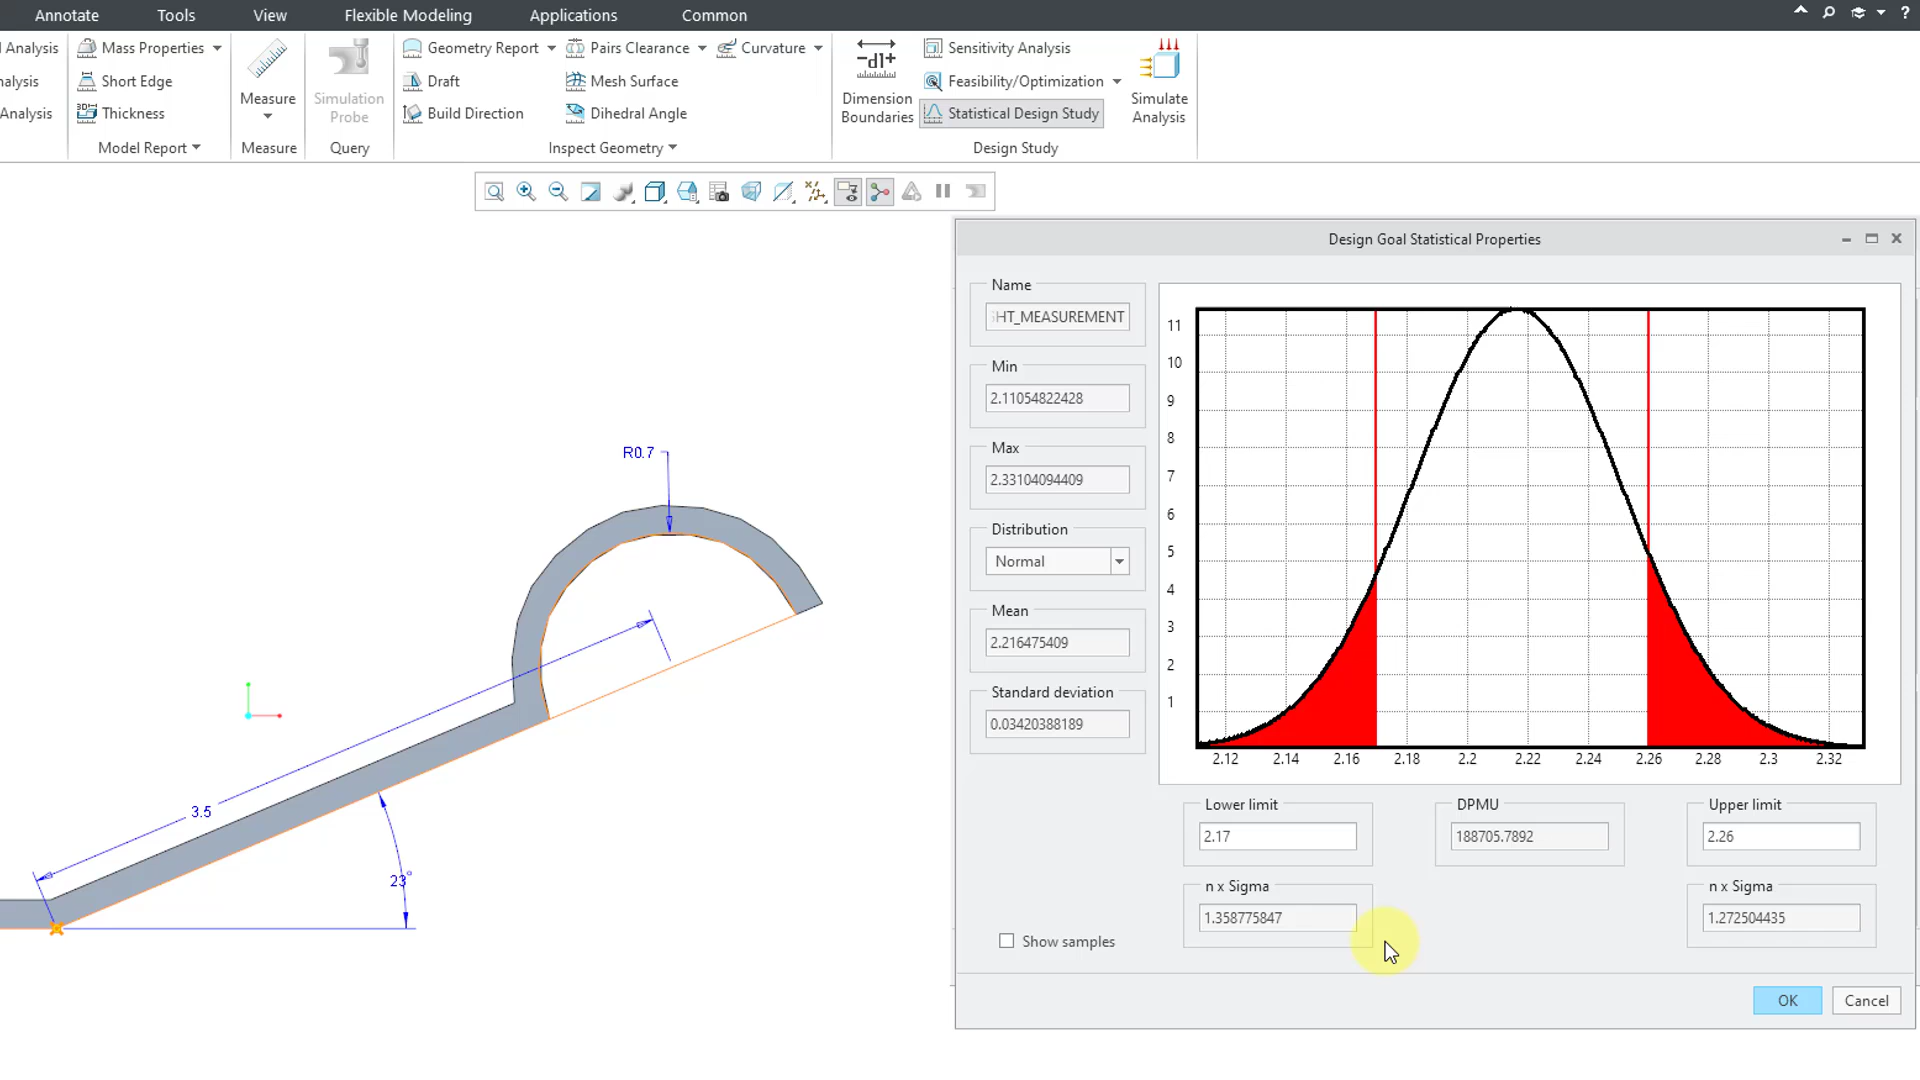 Annotate Tools View Flexible Modeling Applications Common ?
Analysis Mass Properties Geometry Report Pairs Clearance Curvature Sensitivity Analysis
nalysis Short Edge Draft Mesh Surface Feasibility/Optimization
Analysis Thickness Build Direction Dihedral Angle Statistical Design Study
Measure
Simulation
Probe
Dimension
Boundaries
Simulate
Analysis
Model Report Measure Query Inspect Geometry Design Study
Design Goal Statistical Properties
Name
HT_MEASUREMENT
Min
2.11054822428
Max
2.33104094409
Distribution
Normal
Mean
2.216475409
Standard deviation
0.03420388189
11
10
9
8
7
6
5
4
3
2
1
2.12 2.14 2.16 2.18 2.2 2.22 2.24 2.26 2.28 2.3 2.32
Lower limit DPMU Upper limit
2.17 188705.7892 2.26
n x Sigma n x Sigma
1.358775847 1.272504435
Show samples
OK Cancel
R0.7
3.5
23°